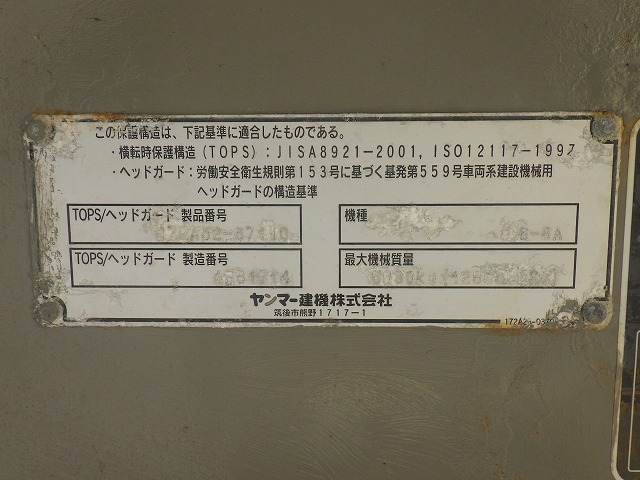 この保護構造は、下記基準に適合したものである。
・横転時保護構造（TOPS）：JISA8921-2001, ISO12117-1997
・ヘッドガード：労働安全衛生規則第153号に基づく基発第559号車両系建設機械用
ヘッドガードの構造基準
TOPS/ヘッドガード 製品番号
機種
TOPS/ヘッドガード 製造番号
最大機械質量
ヤンマー建機株式会社
筑後市熊野1717-1